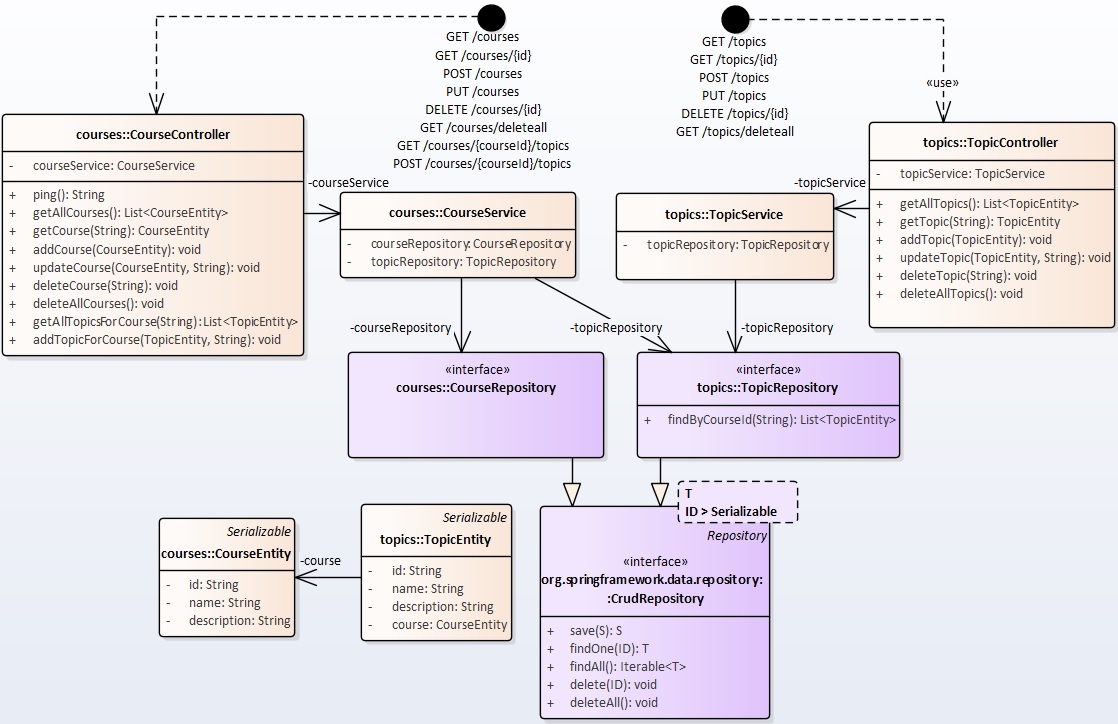 GET /courses
GET /courses/{id}
POST /courses
PUT /courses
DELETE /courses/{id}
GET /courses/deleteall
GET /courses/{courseId}/topics
POST /courses/{courseId}/topics
GET /topics
GET /topics/{id}
POST /topics
PUT /topics
DELETE /topics/{id}
GET /topics/deleteall
«use»
courses::CourseController
- courseService: CourseService
+ ping(): String
+ getAllCourses(): List<CourseEntity>
+ getCourse(String): CourseEntity
+ addCourse(CourseEntity): void
+ updateCourse(CourseEntity, String): void
+ deleteCourse(String): void
+ deleteAllCourses(): void
+ getAllTopicsForCourse(String): List<TopicEntity>
+ addTopicForCourse(TopicEntity, String): void
-courseService
courses::CourseService
- courseRepository: CourseRepository
- topicRepository: TopicRepository
topics::TopicService
- topicRepository: TopicRepository
-topicService
topics::TopicController
- topicService: TopicService
+ getAllTopics(): List<TopicEntity>
+ getTopic(String): TopicEntity
+ addTopic(TopicEntity): void
+ updateTopic(TopicEntity, String): void
+ deleteTopic(String): void
+ deleteAllTopics(): void
-courseRepository
-topicRepository
-topicRepository
«interface»
courses::CourseRepository
«interface»
topics::TopicRepository
+ findByCourseId(String): List<TopicEntity>
Serializable
courses::CourseEntity
- id: String
- name: String
- description: String
-course
Serializable
topics::TopicEntity
- id: String
- name: String
- description: String
- course: CourseEntity
T
ID > Serializable
Repository
«interface»
org.springframework.data.repository:
:CrudRepository
+ save(S): S
+ findOne(ID): T
+ findAll(): Iterable<T>
+ delete(ID): void
+ deleteAll(): void